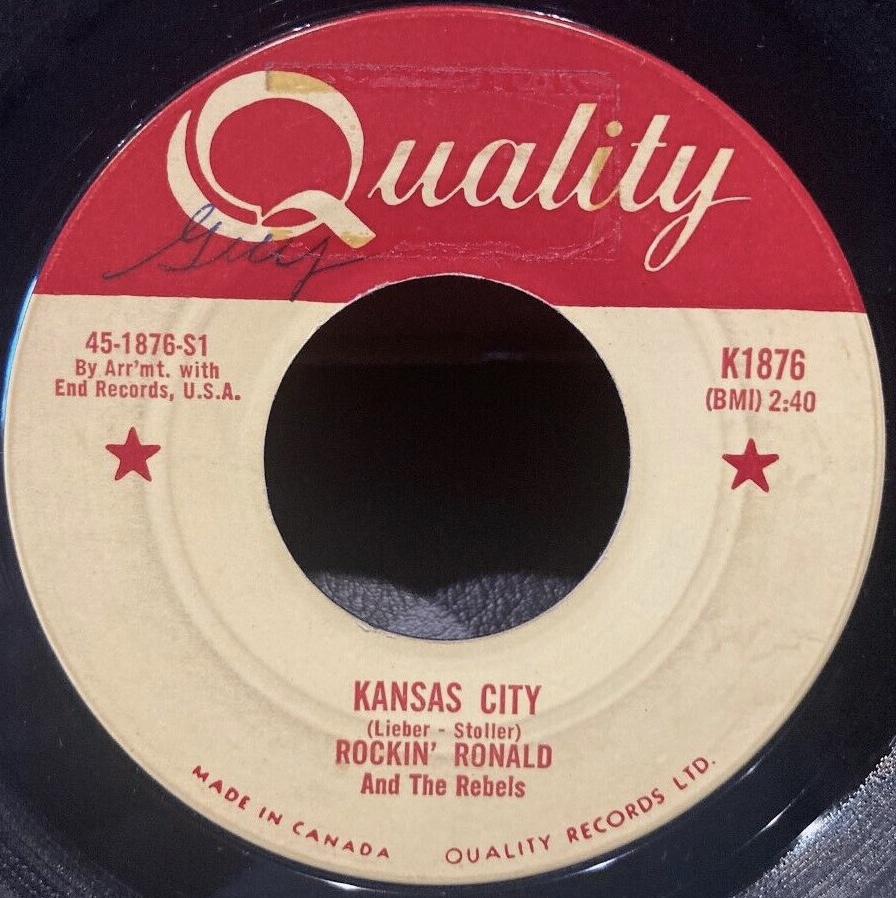 Quality
45-1876-S1
By Arr'mt. with
End Records, U.S.A.
K1876
(BMI) 2:40
KANSAS CITY
(Lieber - Stoller)
ROCKIN' RONALD
And The Rebels
MADE IN CANADA
QUALITY RECORDS LTD.